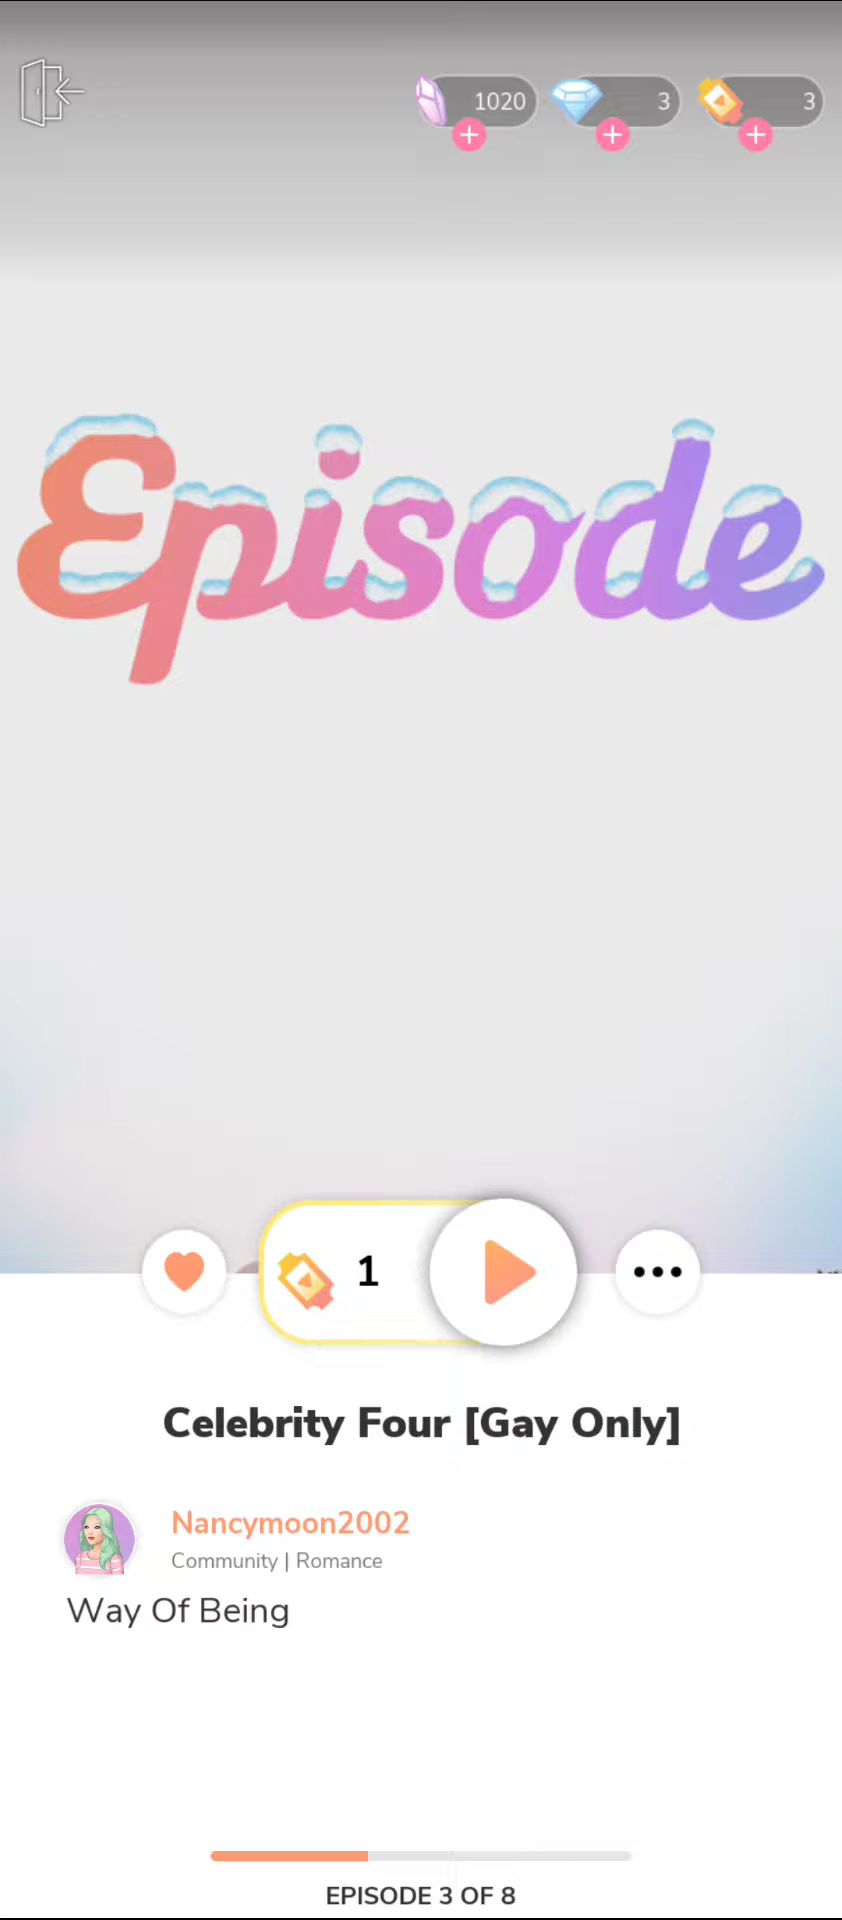 1020 3 3
Episode
1
Celebrity Four [Gay Only]
Nancymoon2002
Community | Romance
Way Of Being
EPISODE 3 OF 8